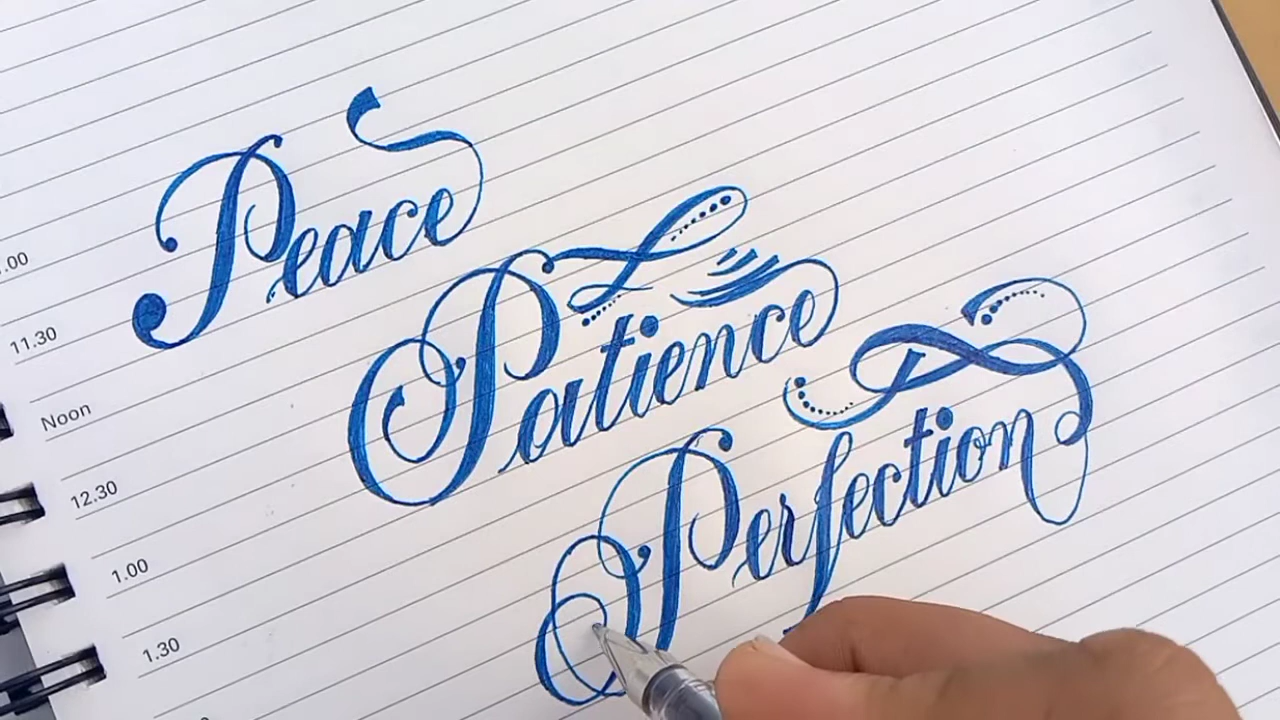 Peace
.00
Patience
11.30
Noon
Perfection
12.30
1.00
1.30